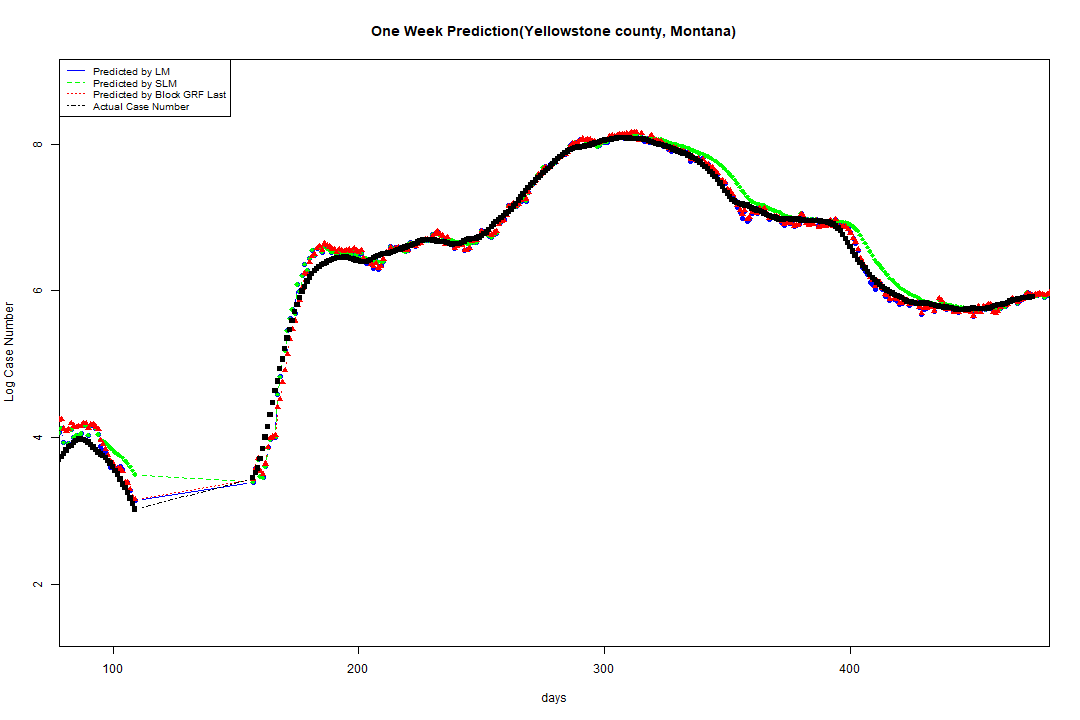 One Week Prediction(Yellowstone county, Montana)
Predicted by LM
Predicted by SLM
Predicted by Block GRF Last
Actual Case Number
8
6
4
2
Log Case Number
100 200 300 400
days